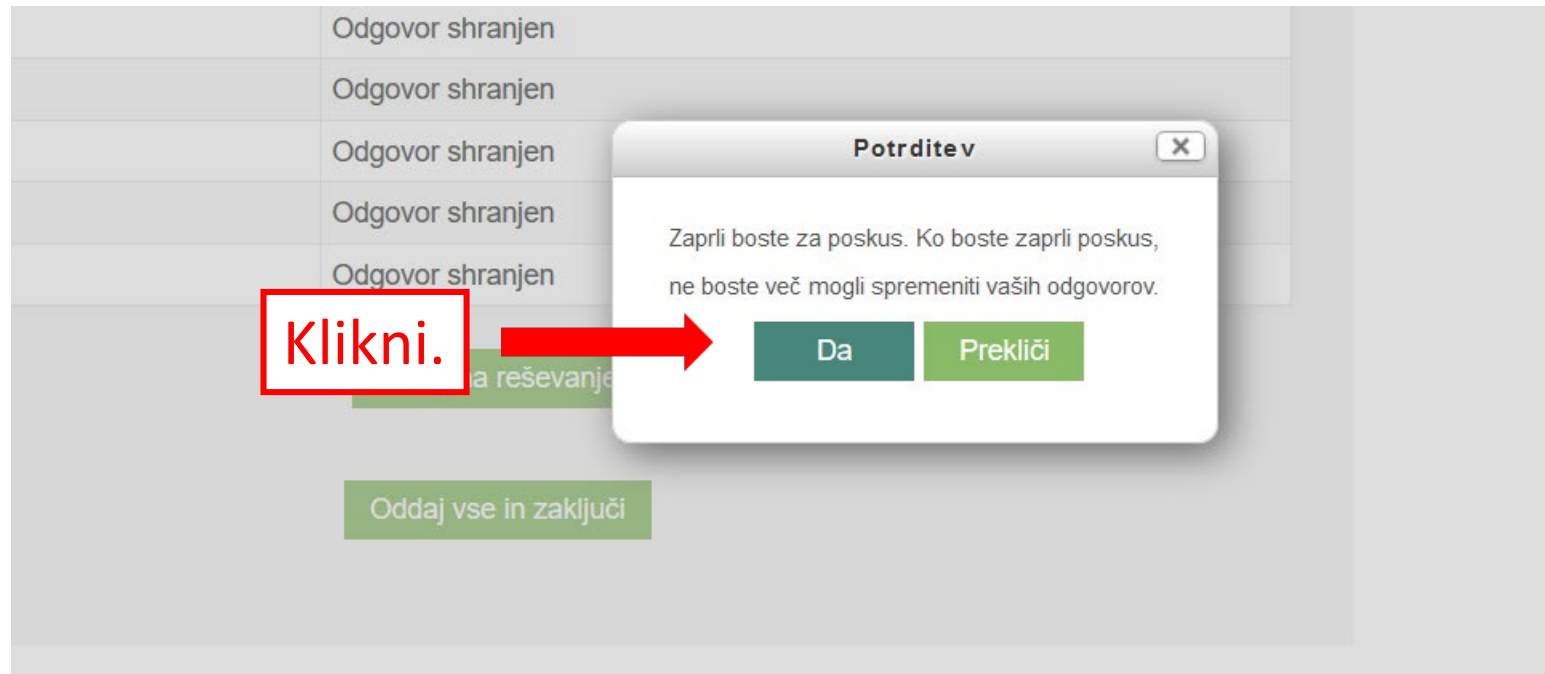 Odgovor shranjen
Odgovor shranjen
Odgovor shranjen
Odgovor shranjen
Odgovor shranjen
Potrditev
Zaprli boste za poskus. Ko boste zaprli poskus,
ne boste več mogli spremeniti vaših odgovorov.
Da
Prekliči
Klikni.
reševanje
Oddaj vse in zaključi